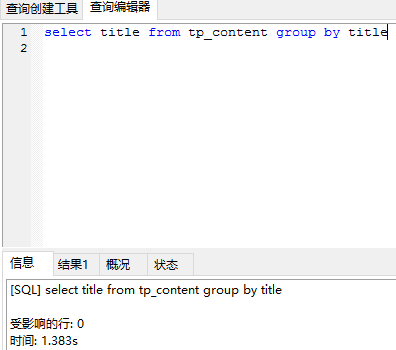 查询创建工具 查询编辑器
1 select title from tp_content group by title
2
信息 结果1 概况 状态
[SQL] select title from tp_content group by title
受影响的行: 0
时间: 1.383s